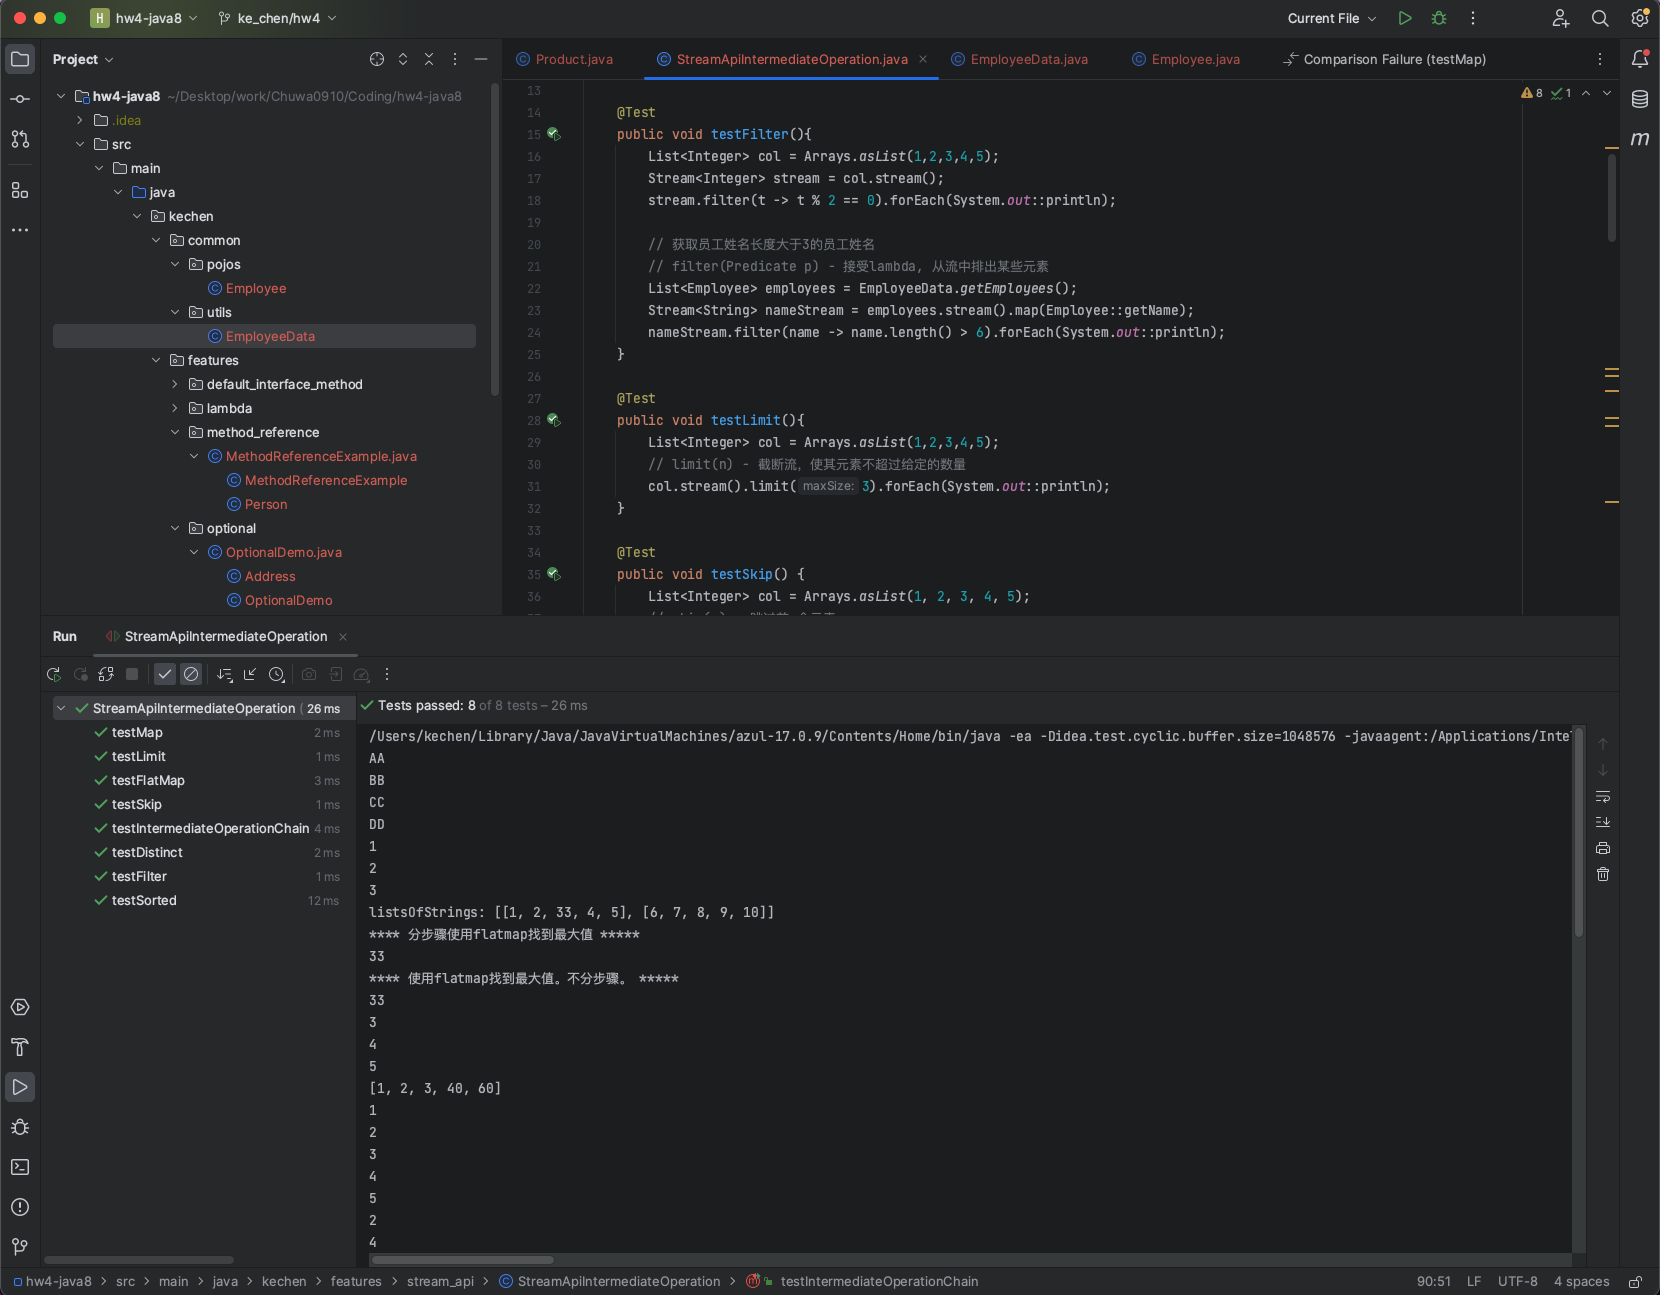 H hw4-java8 ke_chen/hw4 Current File
Project
Product.java StreamApiIntermediateOperation.java EmployeeData.java Employee.java Comparison Failure (testMap)
hw4-java8 ~/Desktop/work/Chuwa0910/Coding/hw4-java8
.idea
src
main
java
kechen
common
pojos
Employee
utils
EmployeeData
features
default_interface_method
lambda
method_reference
MethodReferenceExample.java
MethodReferenceExample
Person
optional
OptionalDemo.java
Address
OptionalDemo
8 1
13
14 @Test
15 public void testFilter(){
16 List<Integer> col = Arrays.asList(1,2,3,4,5);
17 Stream<Integer> stream = col.stream();
18 stream.filter(t -> t % 2 == 0).forEach(System.out::println);
19
20 // 获取员工姓名长度大于3的员工姓名
21 // filter(Predicate p) - 接受lambda, 从流中排出某些元素
22 List<Employee> employees = EmployeeData.getEmployees();
23 Stream<String> nameStream = employees.stream().map(Employee::getName);
24 nameStream.filter(name -> name.length() > 6).forEach(System.out::println);
25 }
26
27 @Test
28 public void testLimit(){
29 List<Integer> col = Arrays.asList(1,2,3,4,5);
30 // limit(n) - 截断流, 使其元素不超过给定的数量
31 col.stream().limit( maxSize: 3).forEach(System.out::println);
32 }
33
34 @Test
35 public void testSkip() {
36 List<Integer> col = Arrays.asList(1, 2, 3, 4, 5);
Run StreamApiIntermediateOperation
StreamApiIntermediateOperation ( 26 ms
testMap 2 ms
testLimit 1 ms
testFlatMap 3 ms
testSkip 1 ms
testIntermediateOperationChain 4 ms
testDistinct 2 ms
testFilter 1 ms
testSorted 12 ms
Tests passed: 8 of 8 tests – 26 ms
/Users/kechen/Library/Java/JavaVirtualMachines/azul-17.0.9/Contents/Home/bin/java -ea -Didea.test.cyclic.buffer.size=1048576 -javaagent:/Applications/Inte
AA
BB
CC
DD
1
2
3
listsOfStrings: [[1, 2, 33, 4, 5], [6, 7, 8, 9, 10]]
**** 分步骤使用flatmap找到最大值 *****
33
**** 使用flatmap找到最大值。不分步骤。 *****
33
3
4
5
[1, 2, 3, 40, 60]
1
2
3
4
5
2
4
hw4-java8 > src > main > java > kechen > features > stream_api > StreamApiIntermediateOperation > testIntermediateOperationChain 90:51 LF UTF-8 4 spaces